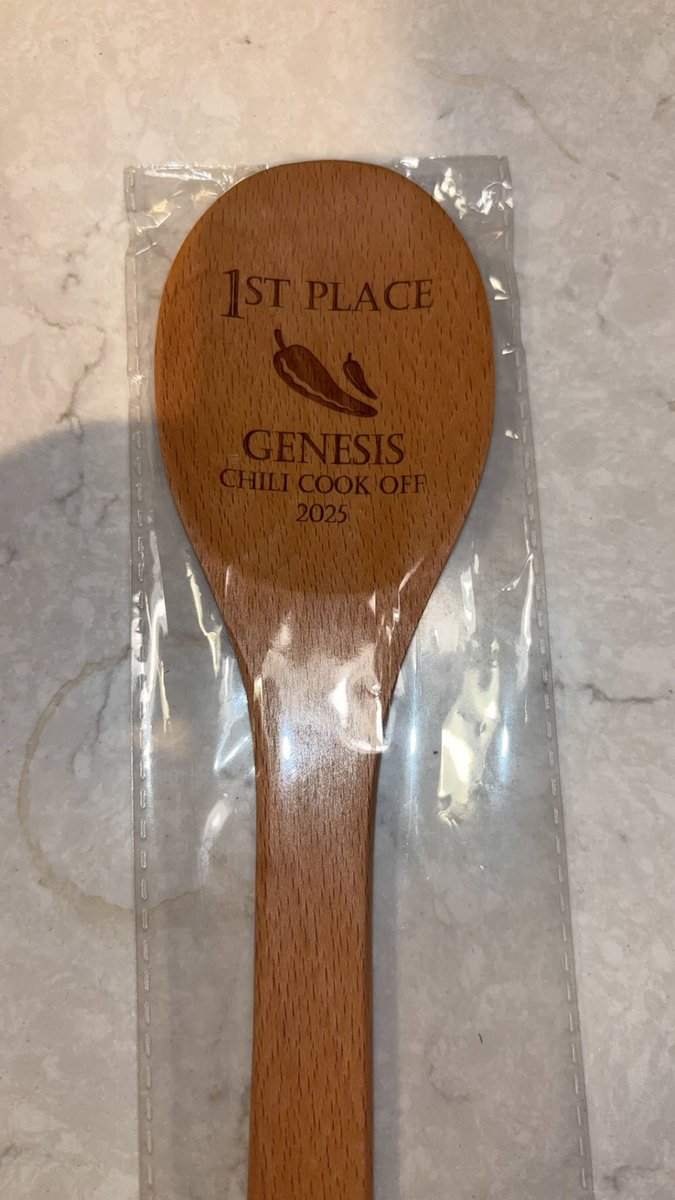 1ST PLACE
GENESIS
CHILI COOK OFF
2025